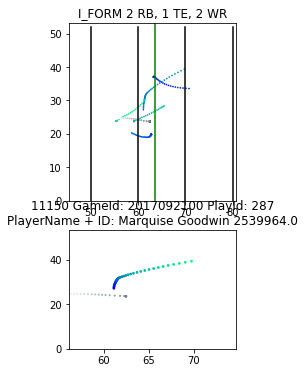 I_FORM 2 RB, 1 TE, 2 WR
50
40
30
20
10
0
50 60 70 80
11150 GameId: 2017092100 PlayId: 287
PlayerName + ID: Marquise Goodwin 2539964.0
40
20
0
60 65 70